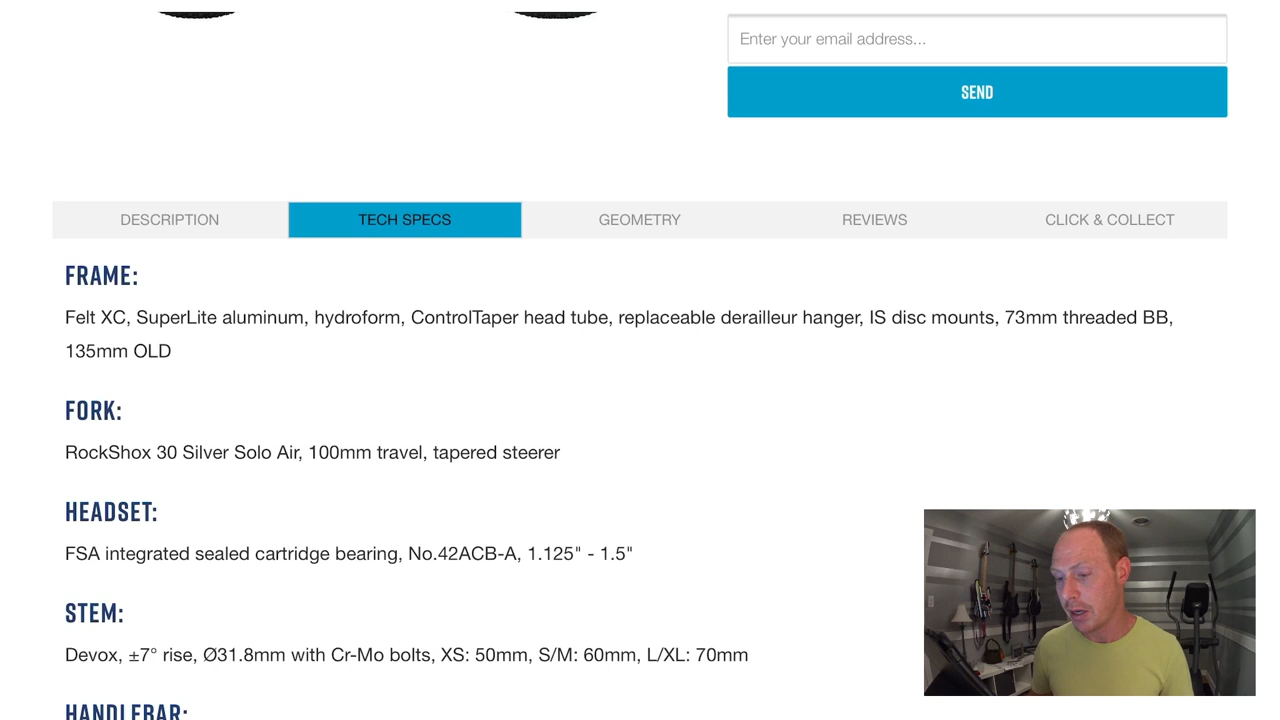 Enter your email address...
SEND
DESCRIPTION
TECH SPECS
GEOMETRY
REVIEWS
CLICK & COLLECT
FRAME:
Felt XC, SuperLite aluminum, hydroform, ControlTaper head tube, replaceable derailleur hanger, IS disc mounts, 73mm threaded BB,
135mm OLD
FORK:
RockShox 30 Silver Solo Air, 100mm travel, tapered steerer
HEADSET:
FSA integrated sealed cartridge bearing, No.42ACB-A, 1.125" - 1.5"
STEM:
Devox, ±7° rise, Ø31.8mm with Cr-Mo bolts, XS: 50mm, S/M: 60mm, L/XL: 70mm
HANDLEBAR: